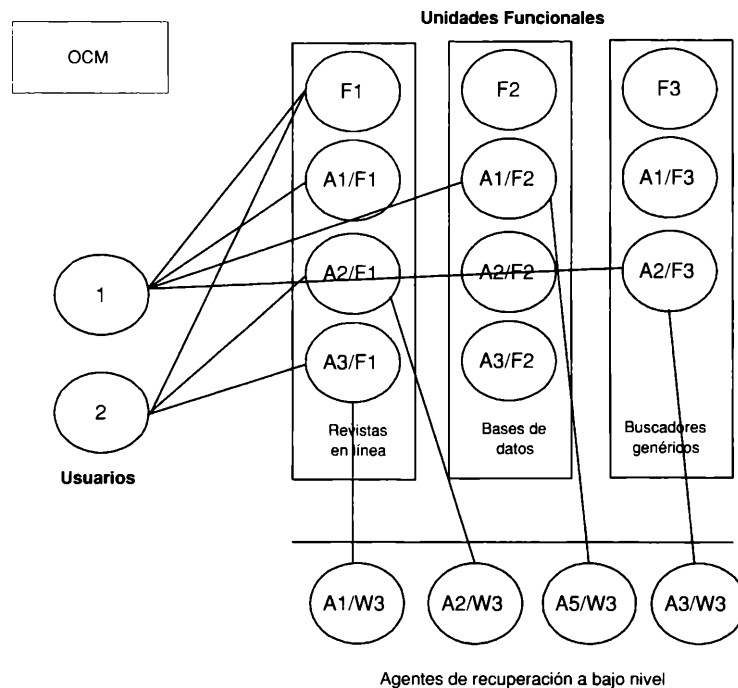 Unidades Funcionales
OCM
F1
F2
F3
A1/F1
A1/F2
A1/F3
A2/F1
A2/F2
A2/F3
1
A3/F1
A3/F2
2
Usuarios
Revistas
en línea
Bases de
datos
Buscadores
genéricos
A1/W3
A2/W3
A5/W3
A3/W3
Agentes de recuperación a bajo nivel